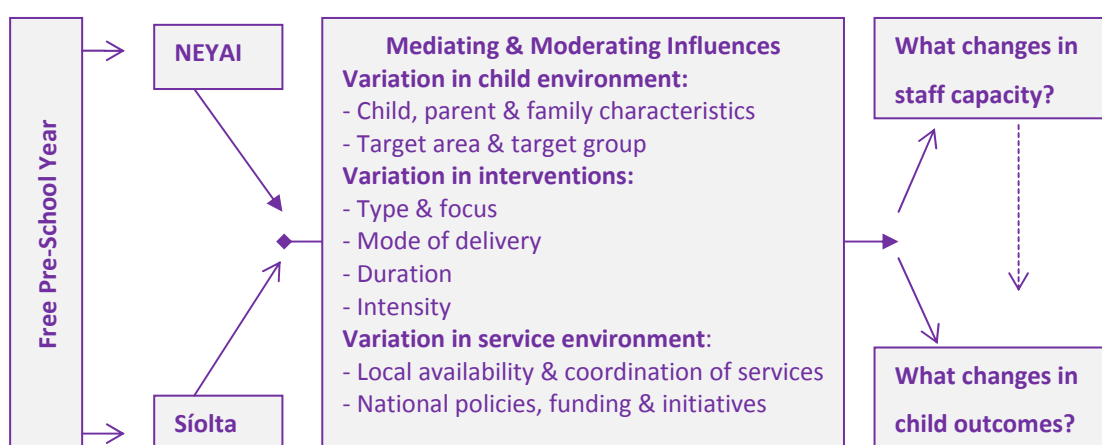 Free Pre-School Year
NEYAI
Síolta
Mediating & Moderating Influences
Variation in child environment:
- Child, parent & family characteristics
- Target area & target group
Variation in interventions:
- Type & focus
- Mode of delivery
- Duration
- Intensity
Variation in service environment:
- Local availability & coordination of services
- National policies, funding & initiatives
What changes in
staff capacity?
What changes in
child outcomes?